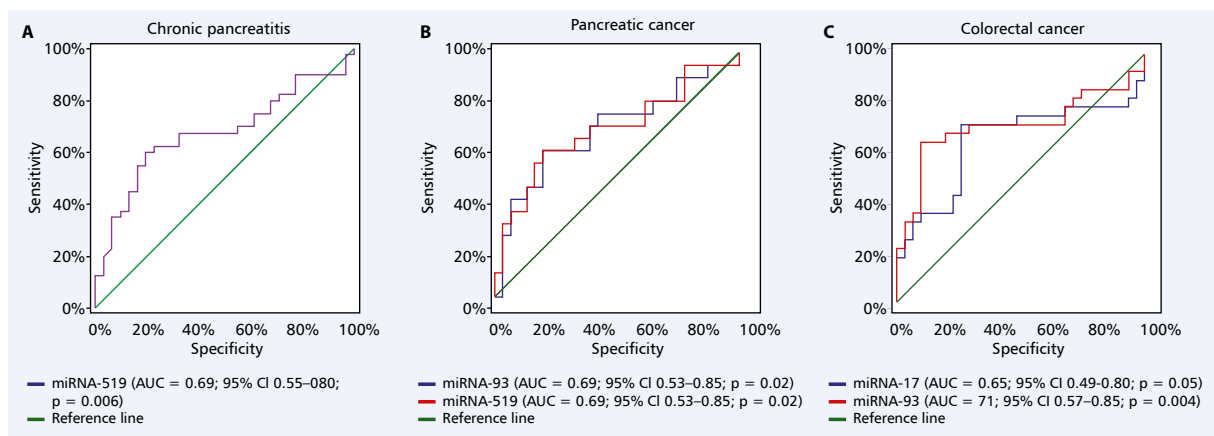 A
Chronic pancreatitis
100%
80%
60%
40%
20%
0%
Sensitivity
0% 20% 40% 60% 80% 100%
Specificity
miRNA-519 (AUC = 0.69; 95% CI 0.55–080;
p = 0.006)
Reference line
B
Pancreatic cancer
100%
80%
60%
40%
20%
0%
Sensitivity
0% 20% 40% 60% 80% 100%
Specificity
miRNA-93 (AUC = 0.69; 95% CI 0.53–0.85; p = 0.02)
miRNA-519 (AUC = 0.69; 95% CI 0.53–0.85; p = 0.02)
Reference line
C
Colorectal cancer
100%
80%
60%
40%
20%
0%
Sensitivity
0% 20% 40% 60% 80% 100%
Specificity
miRNA-17 (AUC = 0.65; 95% CI 0.49-0.80; p = 0.05)
miRNA-93 (AUC = 71; 95% CI 0.57–0.85; p = 0.004)
Reference line